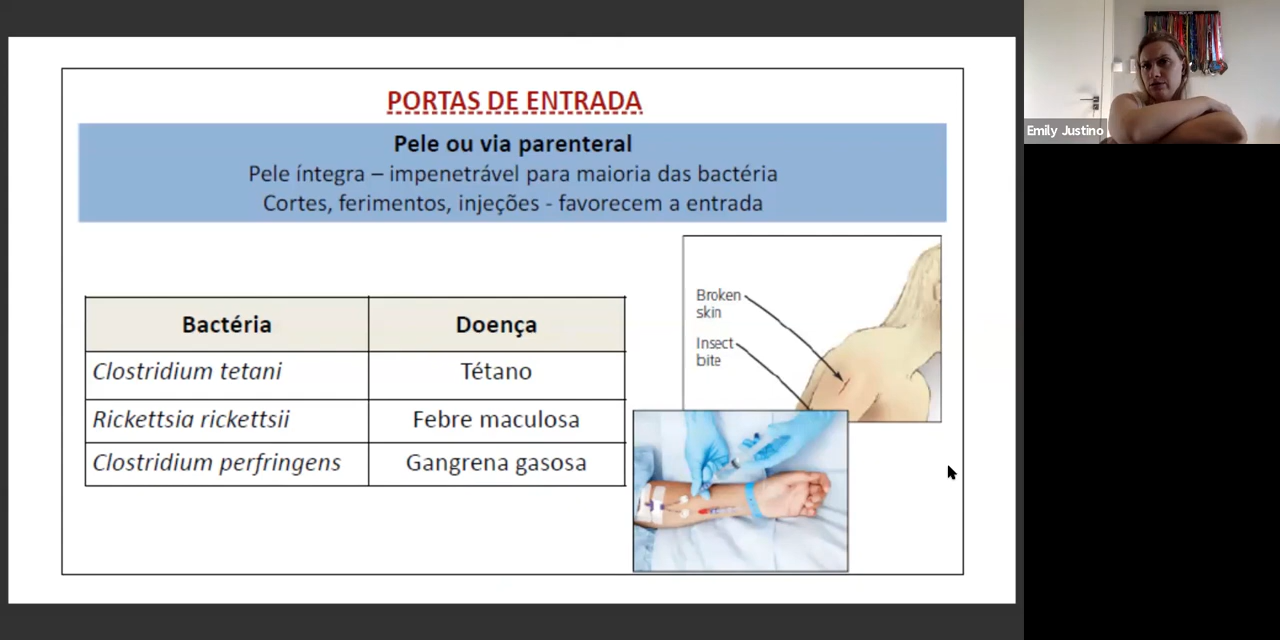 PORTAS DE ENTRADA
Pele ou via parenteral
Pele íntegra – impenetrável para maioria das bactéria
Cortes, ferimentos, injeções - favorecem a entrada
Bactéria Doença
Clostridium tetani Tétano
Rickettsia rickettsii Febre maculosa
Clostridium perfringens Gangrena gasosa
Broken
skin
Insect
bite
Emily Justino